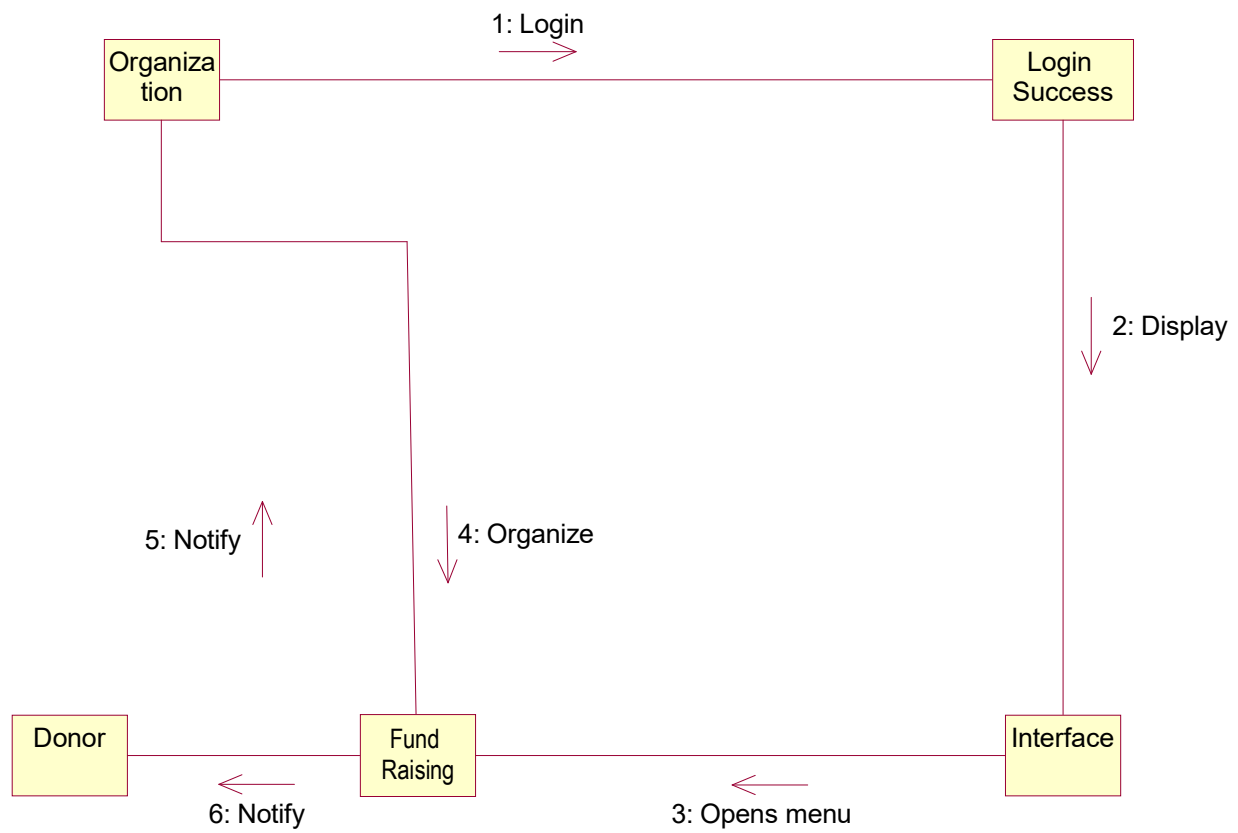 1: Login
Organiza
tion
Login
Success
2: Display
5: Notify
4: Organize
Donor
Fund
Raising
Interface
6: Notify
3: Opens menu